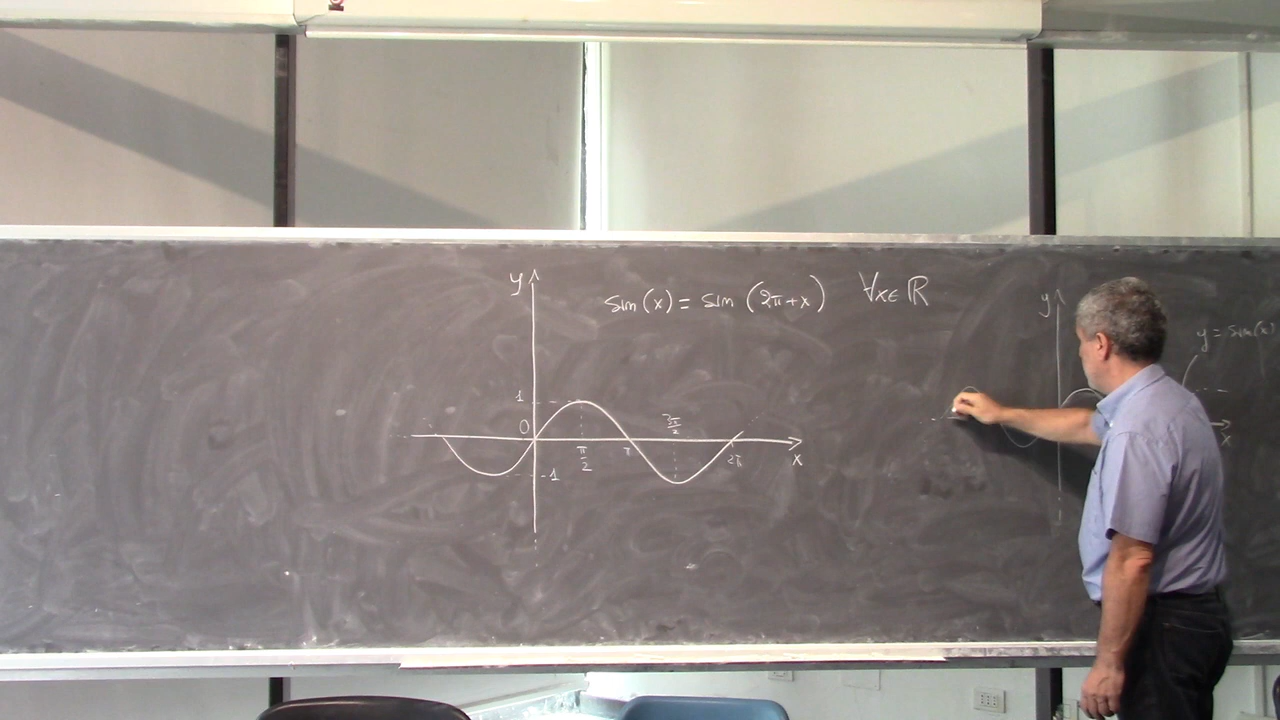 sin(x) = sin (2π+x) ∀x∈ℝ
y
1
0
π/2
π
3π/2
2π
x
-1
y
y = sin(x)
x